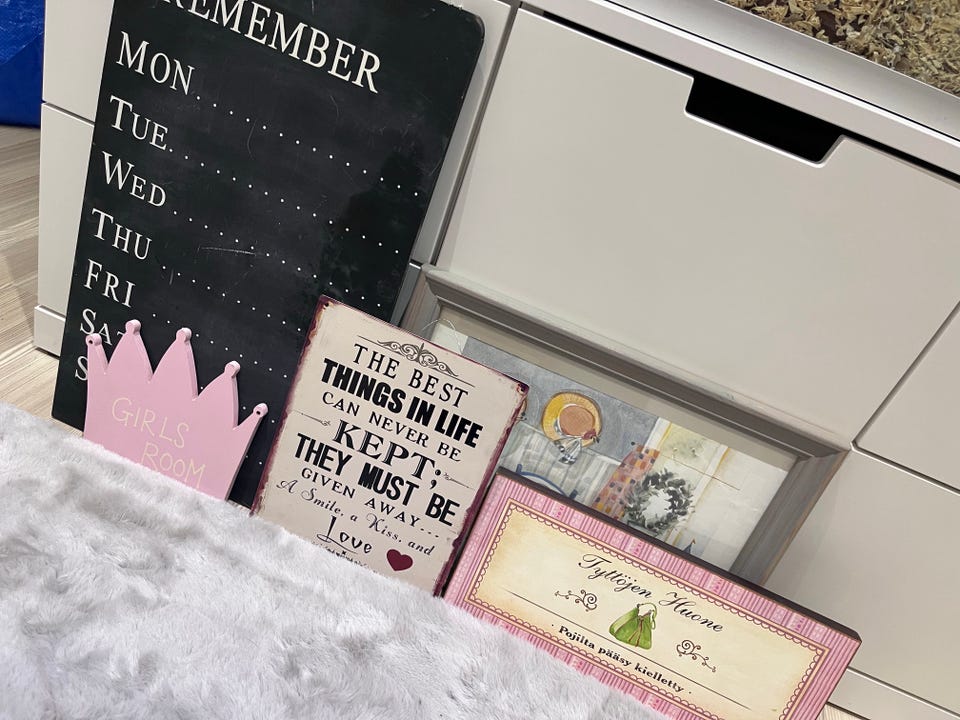 REMEMBER
MON
TUE
WED
THU
FRI
GIRLS
ROOM
THE BEST
THINGS IN LIFE
CAN NEVER BE
KEPT;
THEY MUST BE
GIVEN AWAY----
A Smile, a Kiss, and
Love
Tyttöjen Huone
· Pojilta pääsy kielletty ·